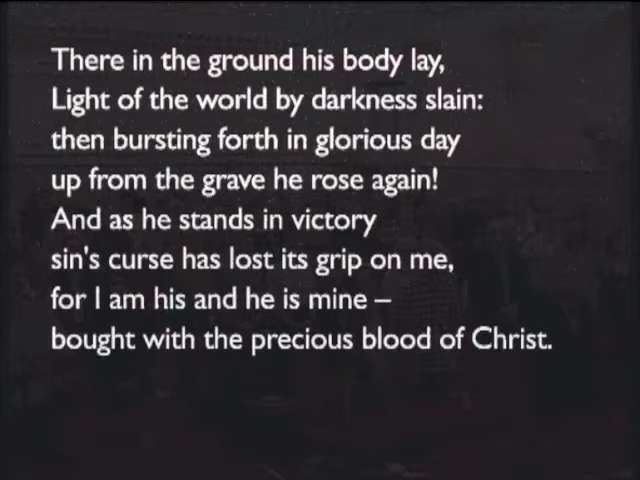 There in the ground his body lay,
Light of the world by darkness slain:
then bursting forth in glorious day
up from the grave he rose again!
And as he stands in victory
sin's curse has lost its grip on me,
for I am his and he is mine –
bought with the precious blood of Christ.